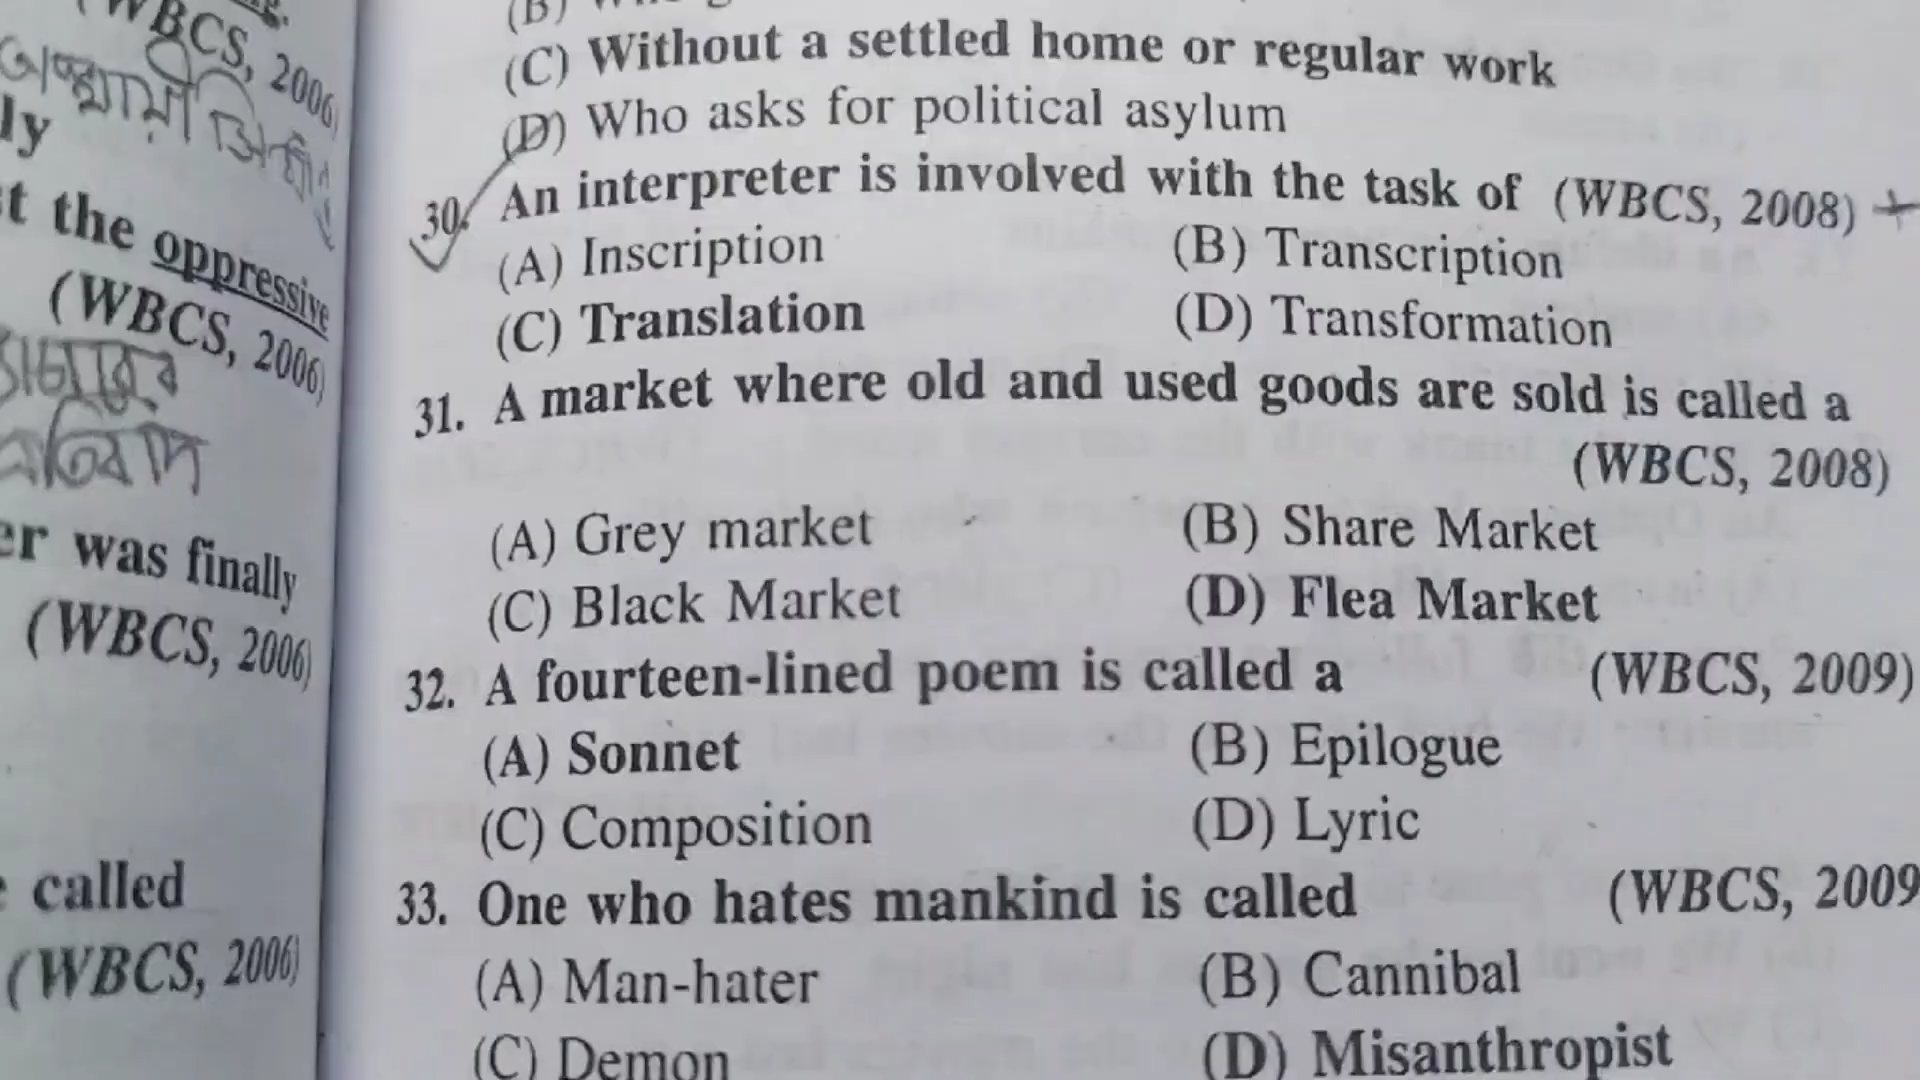 WBCS, 2006)
ly
t the oppressive
(WBCS, 2006)
er was finally
(WBCS, 2006)
called
(WBCS, 2006)
(B)
(C) Without a settled home or regular work
(D) Who asks for political asylum
30. An interpreter is involved with the task of (WBCS, 2008)
(A) Inscription (B) Transcription
(C) Translation (D) Transformation
31. A market where old and used goods are sold is called a
(WBCS, 2008)
(A) Grey market (B) Share Market
(C) Black Market (D) Flea Market
32. A fourteen-lined poem is called a (WBCS, 2009)
(A) Sonnet (B) Epilogue
(C) Composition (D) Lyric
33. One who hates mankind is called (WBCS, 2009
(A) Man-hater (B) Cannibal
(C) Demon (D) Misanthropist